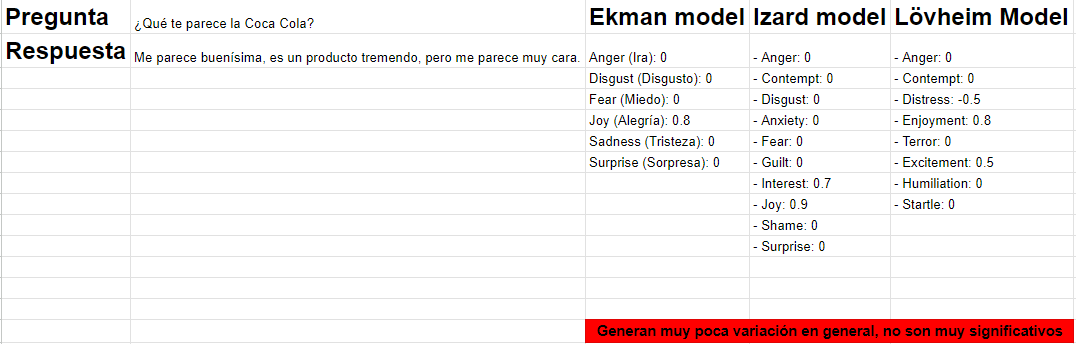 Pregunta ¿Qué te parece la Coca Cola? Ekman model Izard model Lövheim Model
Respuesta Me parece buenísima, es un producto tremendo, pero me parece muy cara. Anger (Ira): 0 - Anger: 0 - Anger: 0
Disgust (Disgusto): 0 - Contempt: 0 - Contempt: 0
Fear (Miedo): 0 - Disgust: 0 - Distress: -0.5
Joy (Alegría): 0.8 - Anxiety: 0 - Enjoyment: 0.8
Sadness (Tristeza): 0 - Fear: 0 - Terror: 0
Surprise (Sorpresa): 0 - Guilt: 0 - Excitement: 0.5
- Interest: 0.7 - Humiliation: 0
- Joy: 0.9 - Startle: 0
- Shame: 0
- Surprise: 0
Generan muy poca variación en general, no son muy significativos